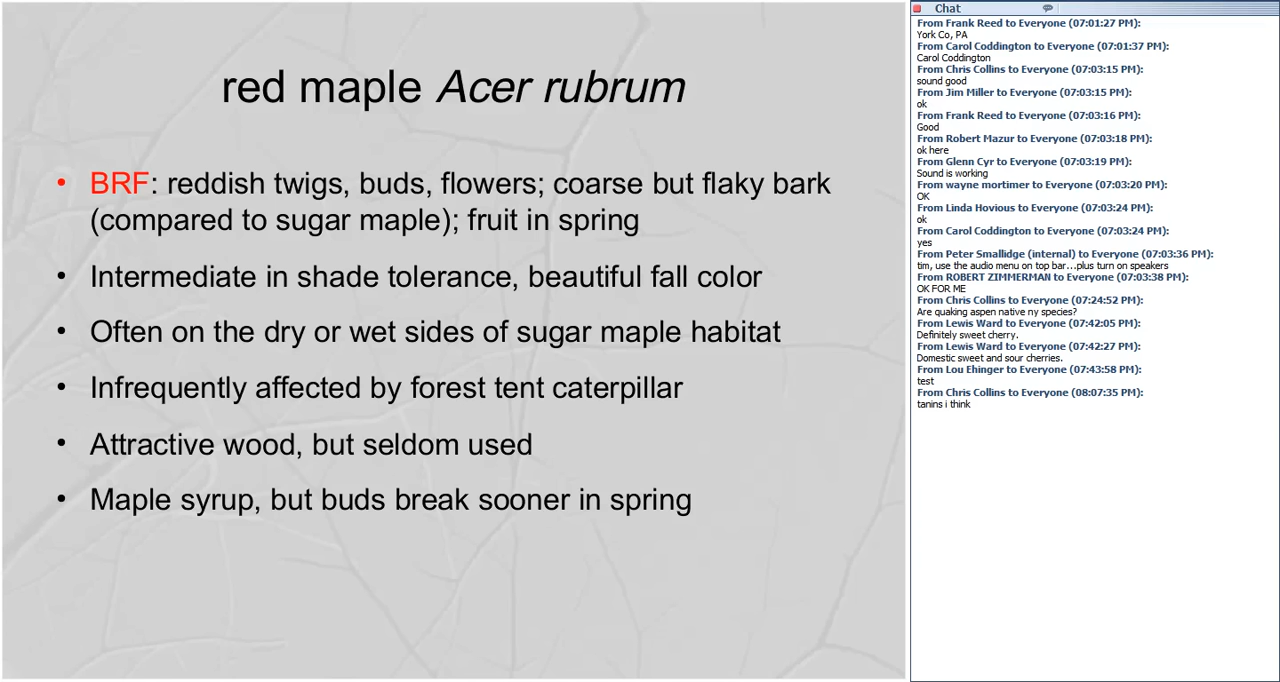 red maple Acer rubrum
• BRF: reddish twigs, buds, flowers; coarse but flaky bark
(compared to sugar maple); fruit in spring
• Intermediate in shade tolerance, beautiful fall color
• Often on the dry or wet sides of sugar maple habitat
• Infrequently affected by forest tent caterpillar
• Attractive wood, but seldom used
• Maple syrup, but buds break sooner in spring
Chat
From Frank Reed to Everyone (07:01:27 PM):
York Co, PA
From Carol Coddington to Everyone (07:01:37 PM):
Carol Coddington
From Chris Collins to Everyone (07:03:15 PM):
sound good
From Jim Miller to Everyone (07:03:15 PM):
ok
From Frank Reed to Everyone (07:03:16 PM):
Good
From Robert Mazur to Everyone (07:03:18 PM):
ok here
From Glenn Cyr to Everyone (07:03:19 PM):
Sound is working
From wayne mortimer to Everyone (07:03:20 PM):
OK
From Linda Hovious to Everyone (07:03:24 PM):
ok
From Carol Coddington to Everyone (07:03:24 PM):
yes
From Peter Smallidge (internal) to Everyone (07:03:36 PM):
tim, use the audio menu on top bar...plus turn on speakers
From ROBERT ZIMMERMAN to Everyone (07:03:38 PM):
OK FOR ME
From Chris Collins to Everyone (07:24:52 PM):
Are quaking aspen native ny species?
From Lewis Ward to Everyone (07:42:05 PM):
Definitely sweet cherry.
From Lewis Ward to Everyone (07:42:27 PM):
Domestic sweet and sour cherries.
From Lou Ehinger to Everyone (07:43:58 PM):
test
From Chris Collins to Everyone (08:07:35 PM):
tanins i think